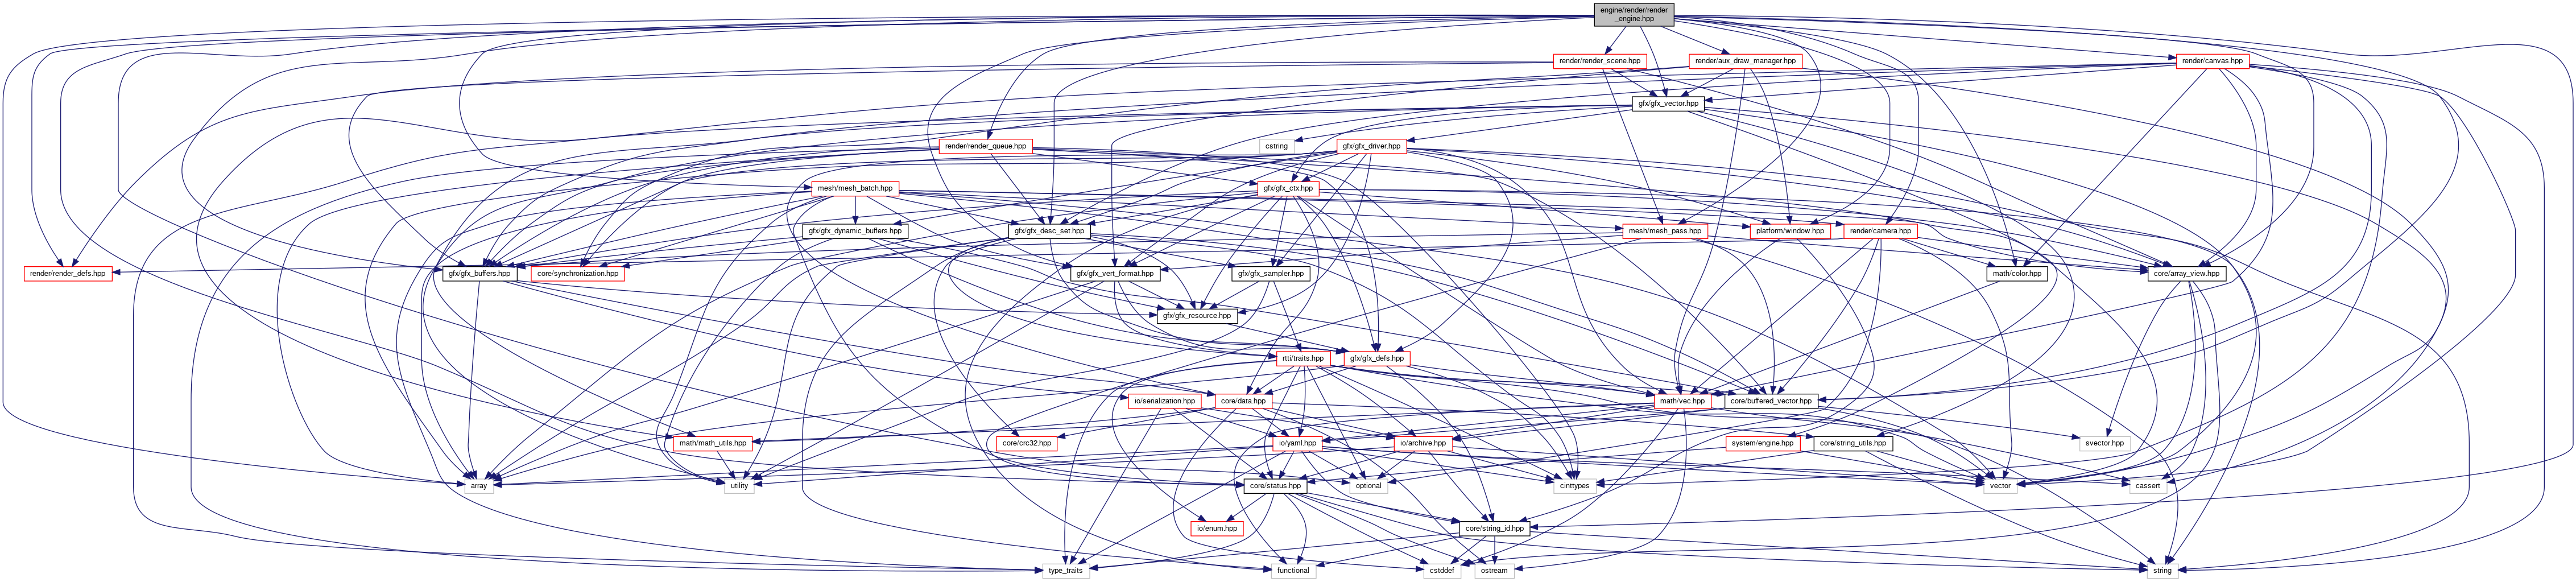 engine/render/render
_engine.hpp
render/render_scene.hpp
render/aux_draw_manager.hpp
render/canvas.hpp
gfx/gfx_vector.hpp
render/render_queue.hpp
cstring
gfx/gfx_driver.hpp
mesh/mesh_batch.hpp
gfx/gfx_ctx.hpp
gfx/gfx_dynamic_buffers.hpp
gfx/gfx_desc_set.hpp
mesh/mesh_pass.hpp
platform/window.hpp
render/camera.hpp
render/render_defs.hpp
gfx/gfx_buffers.hpp
core/synchronization.hpp
gfx/gfx_vert_format.hpp
gfx/gfx_sampler.hpp
math/color.hpp
core/array_view.hpp
gfx/gfx_resource.hpp
rtti/traits.hpp
gfx/gfx_defs.hpp
io/serialization.hpp
core/data.hpp
math/vec.hpp
core/buffered_vector.hpp
math/math_utils.hpp
core/crc32.hpp
io/yaml.hpp
io/archive.hpp
system/engine.hpp
core/string_utils.hpp
svector.hpp
array
utility
core/status.hpp
optional
cinttypes
vector
cassert
io/enum.hpp
core/string_id.hpp
type_traits
functional
cstddef
ostream
string